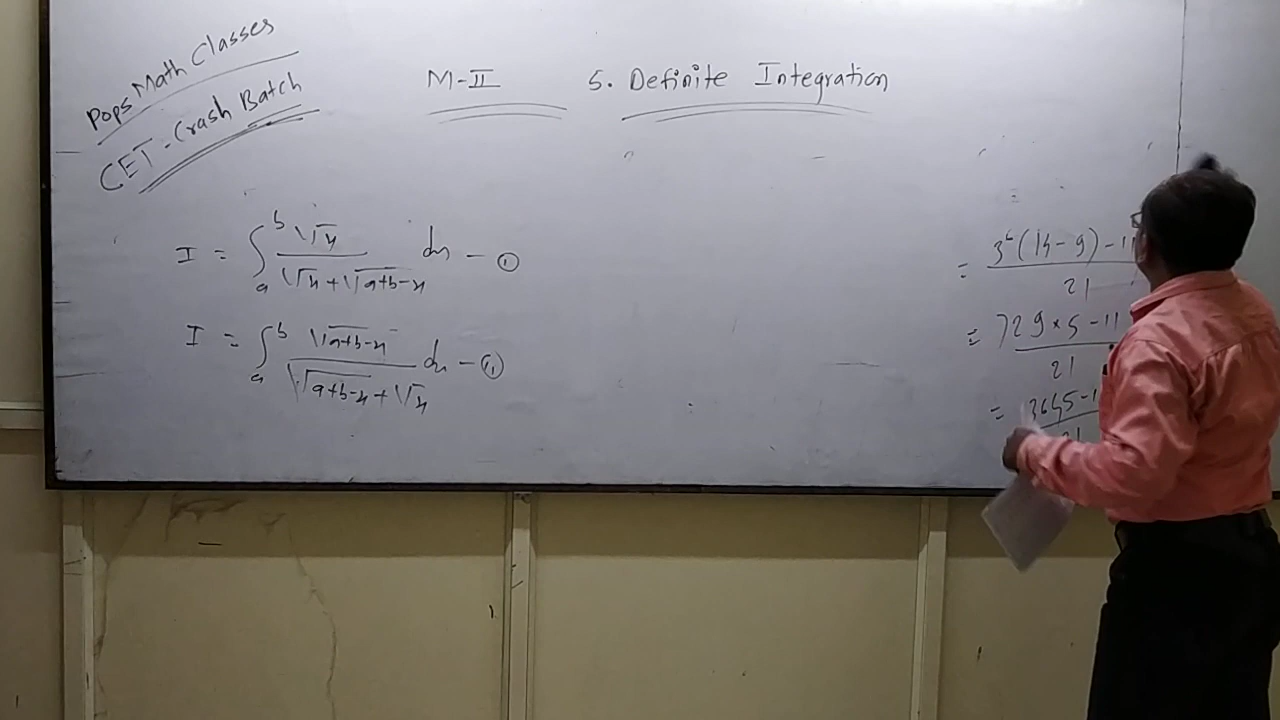 Pops Math Classes
CET-Crash Batch
M-II 5. Definite Integration
I = ∫ₐᵇ √x / (√x + √(a+b-x)) dx - ①
I = ∫ₐᵇ √(a+b-x) / (√(a+b-x) + √x) dx - ①
= 3⁶(14-9)-11 / 21
= 729×5-11 / 21
= 3645-1 / 21